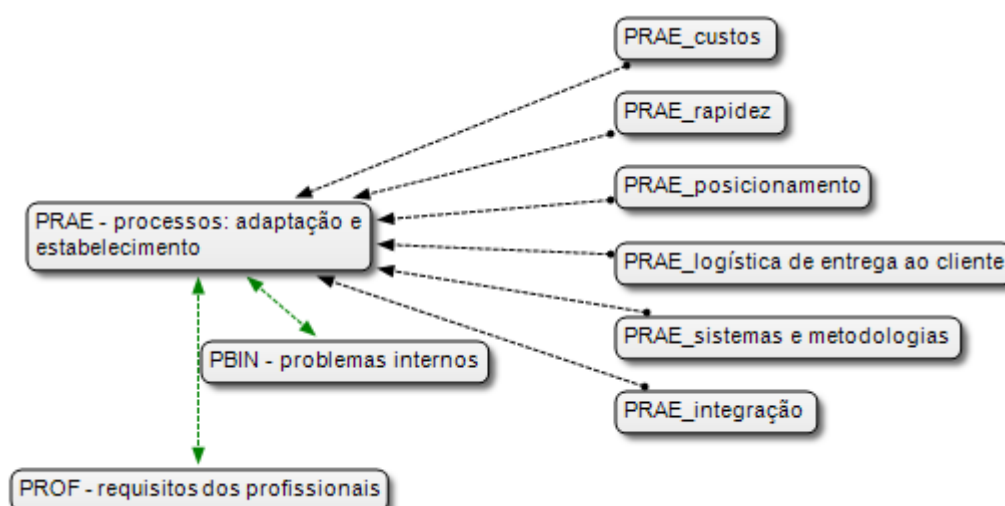 PRAE_custos
PRAE_rapidez
PRAE_posicionamento
PRAE - processos: adaptação e
estabelecimento
PRAE_logística de entrega ao cliente
PRAE_sistemas e metodologias
PBIN - problemas internos
PRAE_integração
PROF - requisitos dos profissionais